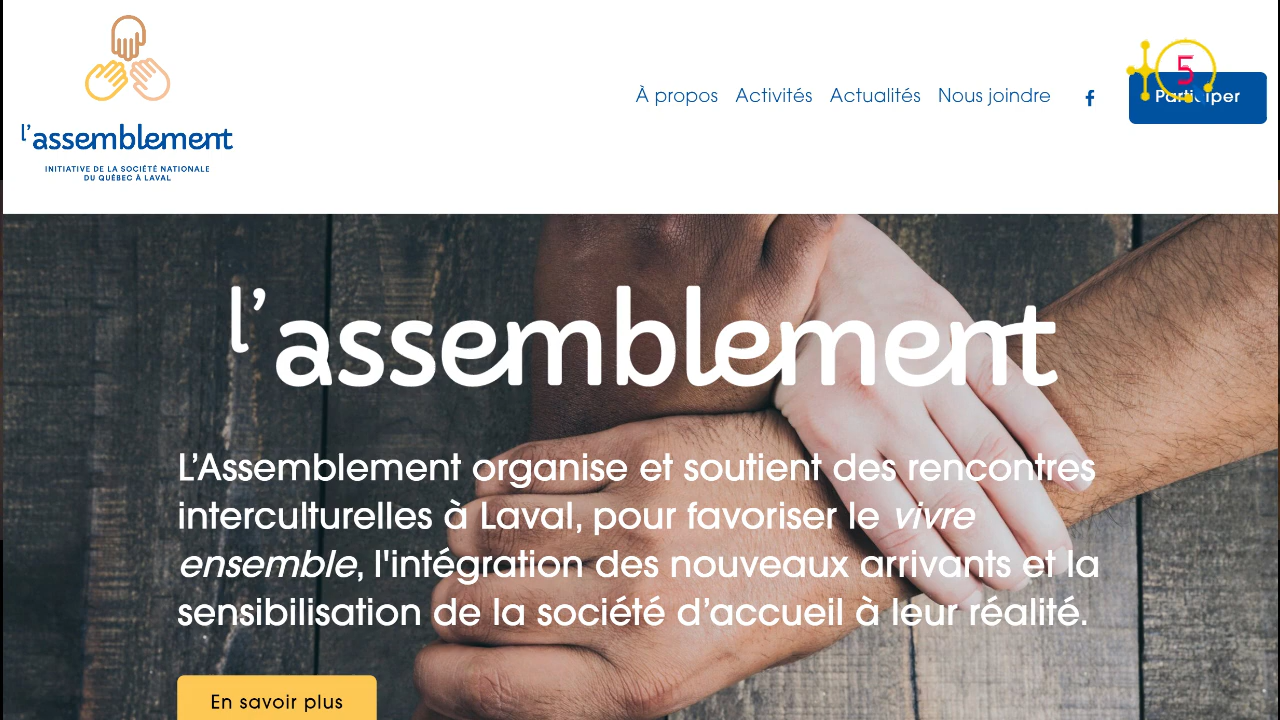 l'assemblement
INITIATIVE DE LA SOCIÉTÉ NATIONALE
DU QUÉBEC À LAVAL
À propos Activités Actualités Nous joindre
5
Participer
l'assemblement
L'Assemblement organise et soutient des rencontres
interculturelles à Laval, pour favoriser le vivre
ensemble, l'intégration des nouveaux arrivants et la
sensibilisation de la société d'accueil à leur réalité.
En savoir plus